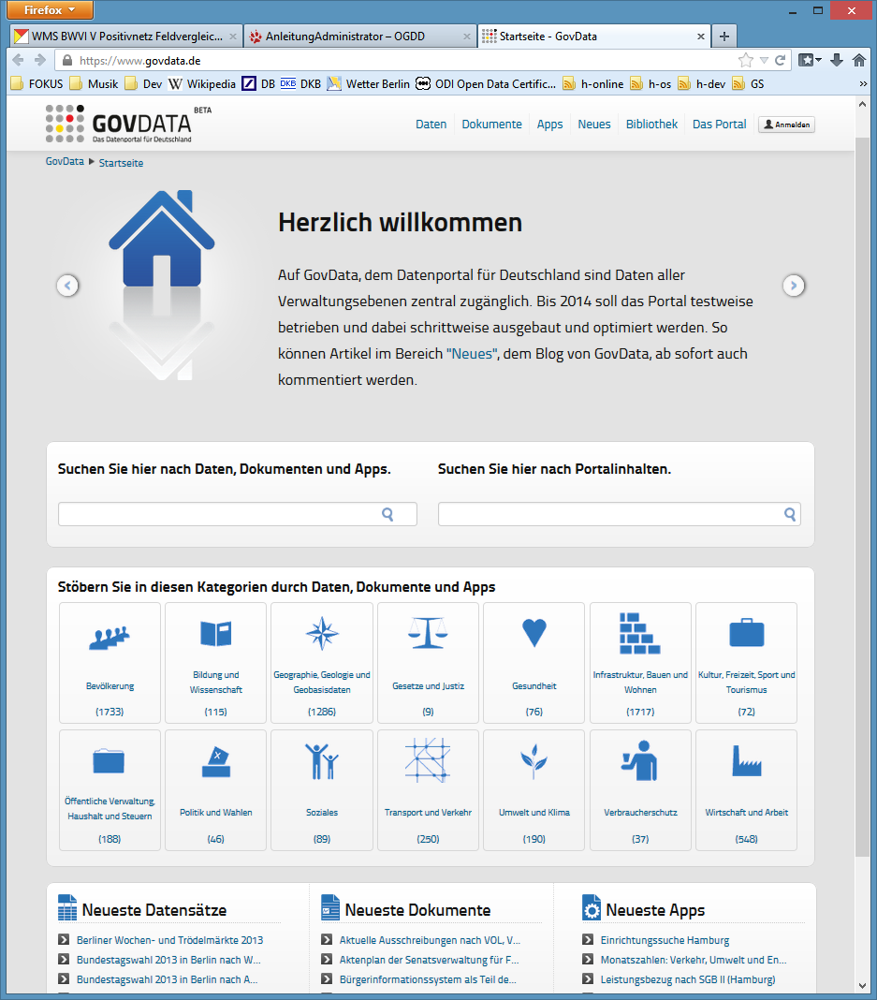 Firefox
WMS BWVI V Positivnetz Feldvergleic...
AnleitungAdministrator – OGDD
Startseite - GovData
https://www.govdata.de
FOKUS
Musik
Dev
Wikipedia
DB
DKB
DKB
Wetter Berlin
ODI Open Data Certific...
h-online
h-os
h-dev
GS
GOVDATA BETA
Das Datenportal für Deutschland
Daten
Dokumente
Apps
Neues
Bibliothek
Das Portal
Anmelden
GovData
Startseite
Herzlich willkommen
Auf GovData, dem Datenportal für Deutschland sind Daten aller
Verwaltungsebenen zentral zugänglich. Bis 2014 soll das Portal testweise
betrieben und dabei schrittweise ausgebaut und optimiert werden. So
können Artikel im Bereich "Neues", dem Blog von GovData, ab sofort auch
kommentiert werden.
Suchen Sie hier nach Daten, Dokumenten und Apps.
Suchen Sie hier nach Portalinhalten.
Stöbern Sie in diesen Kategorien durch Daten, Dokumente und Apps
Bevölkerung
(1733)
Bildung und
Wissenschaft
(115)
Geographie, Geologie und
Geobasisdaten
(1286)
Gesetze und Justiz
(9)
Gesundheit
(76)
Infrastruktur, Bauen und
Wohnen
(1717)
Kultur, Freizeit, Sport und
Tourismus
(72)
Öffentliche Verwaltung,
Haushalt und Steuern
(188)
Politik und Wahlen
(46)
Soziales
(89)
Transport und Verkehr
(250)
Umwelt und Klima
(190)
Verbraucherschutz
(37)
Wirtschaft und Arbeit
(548)
Neueste Datensätze
Berliner Wochen- und Trödelmärkte 2013
Bundestagswahl 2013 in Berlin nach W...
Bundestagswahl 2013 in Berlin nach A...
Neueste Dokumente
Aktuelle Ausschreibungen nach VOL, V...
Aktenplan der Senatsverwaltung für F...
Bürgerinformationssystem als Teil de...
Neueste Apps
Einrichtungssuche Hamburg
Monatszahlen: Verkehr, Umwelt und En...
Leistungsbezug nach SGB II (Hamburg)